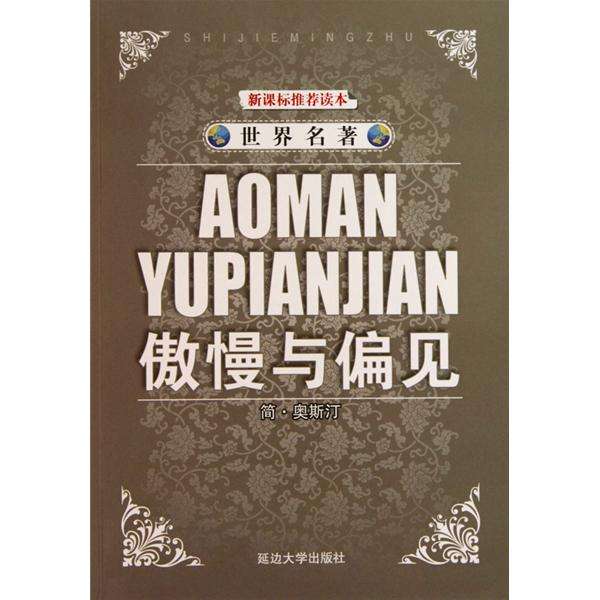 SHIJIEMINGZHU
新课标推荐读本
世界名著
AOMAN
YUPIANJIAN
傲慢与偏见
简·奥斯汀
延边大学出版社